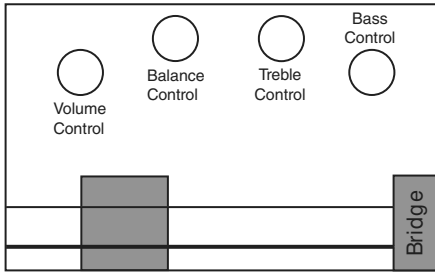 Bass
Control
Balance
Control
Treble
Control
Volume
Control
Bridge